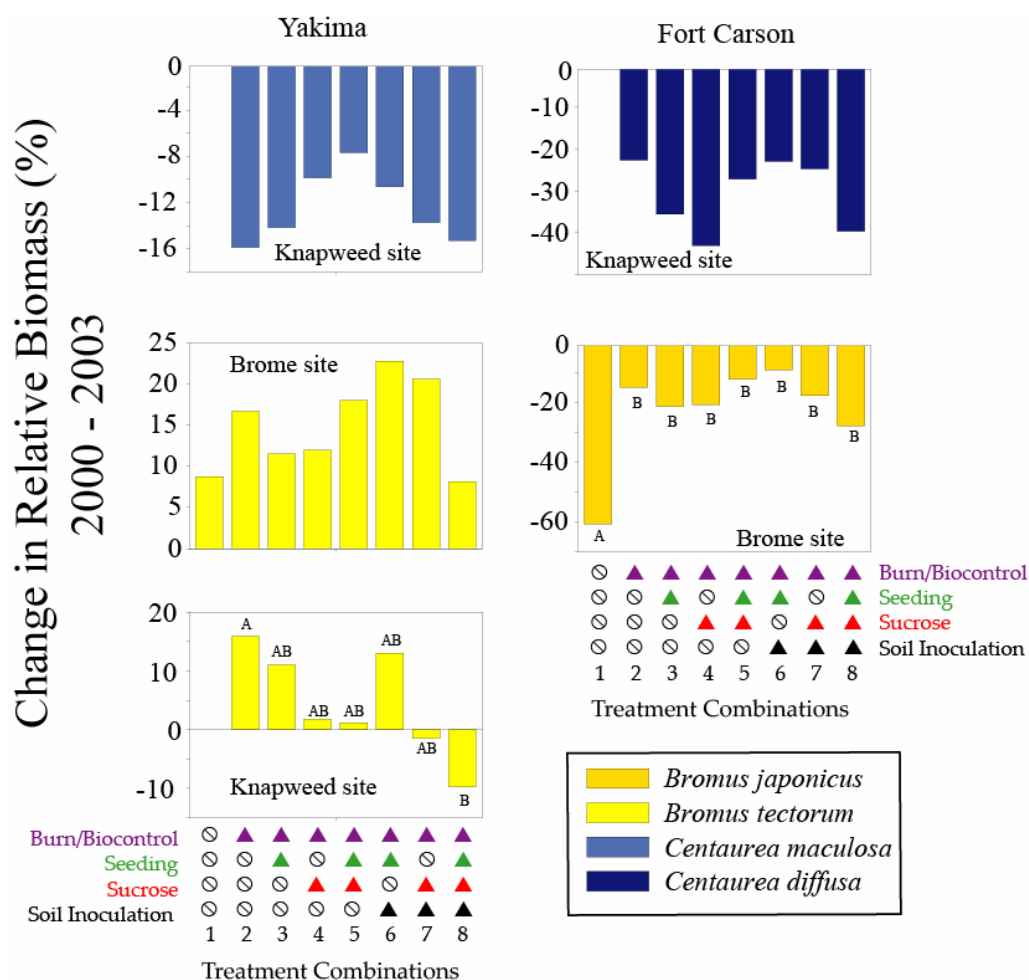 Yakima
Fort Carson
Change in Relative Biomass (%)
2000 - 2003
0
-4
-8
-12
-16
Knapweed site
0
-10
-20
-30
-40
Knapweed site
25
20
15
10
5
0
Brome site
0
-20
-40
-60
A
B
B
B
B
B
B
B
Brome site
20
10
0
-10
A
AB
AB
AB
AB
AB
B
Knapweed site
Burn/Biocontrol
Seeding
Sucrose
Soil Inoculation
1 2 3 4 5 6 7 8
Treatment Combinations
Burn/Biocontrol
Seeding
Sucrose
Soil Inoculation
1 2 3 4 5 6 7 8
Treatment Combinations
Bromus japonicus
Bromus tectorum
Centaurea maculosa
Centaurea diffusa